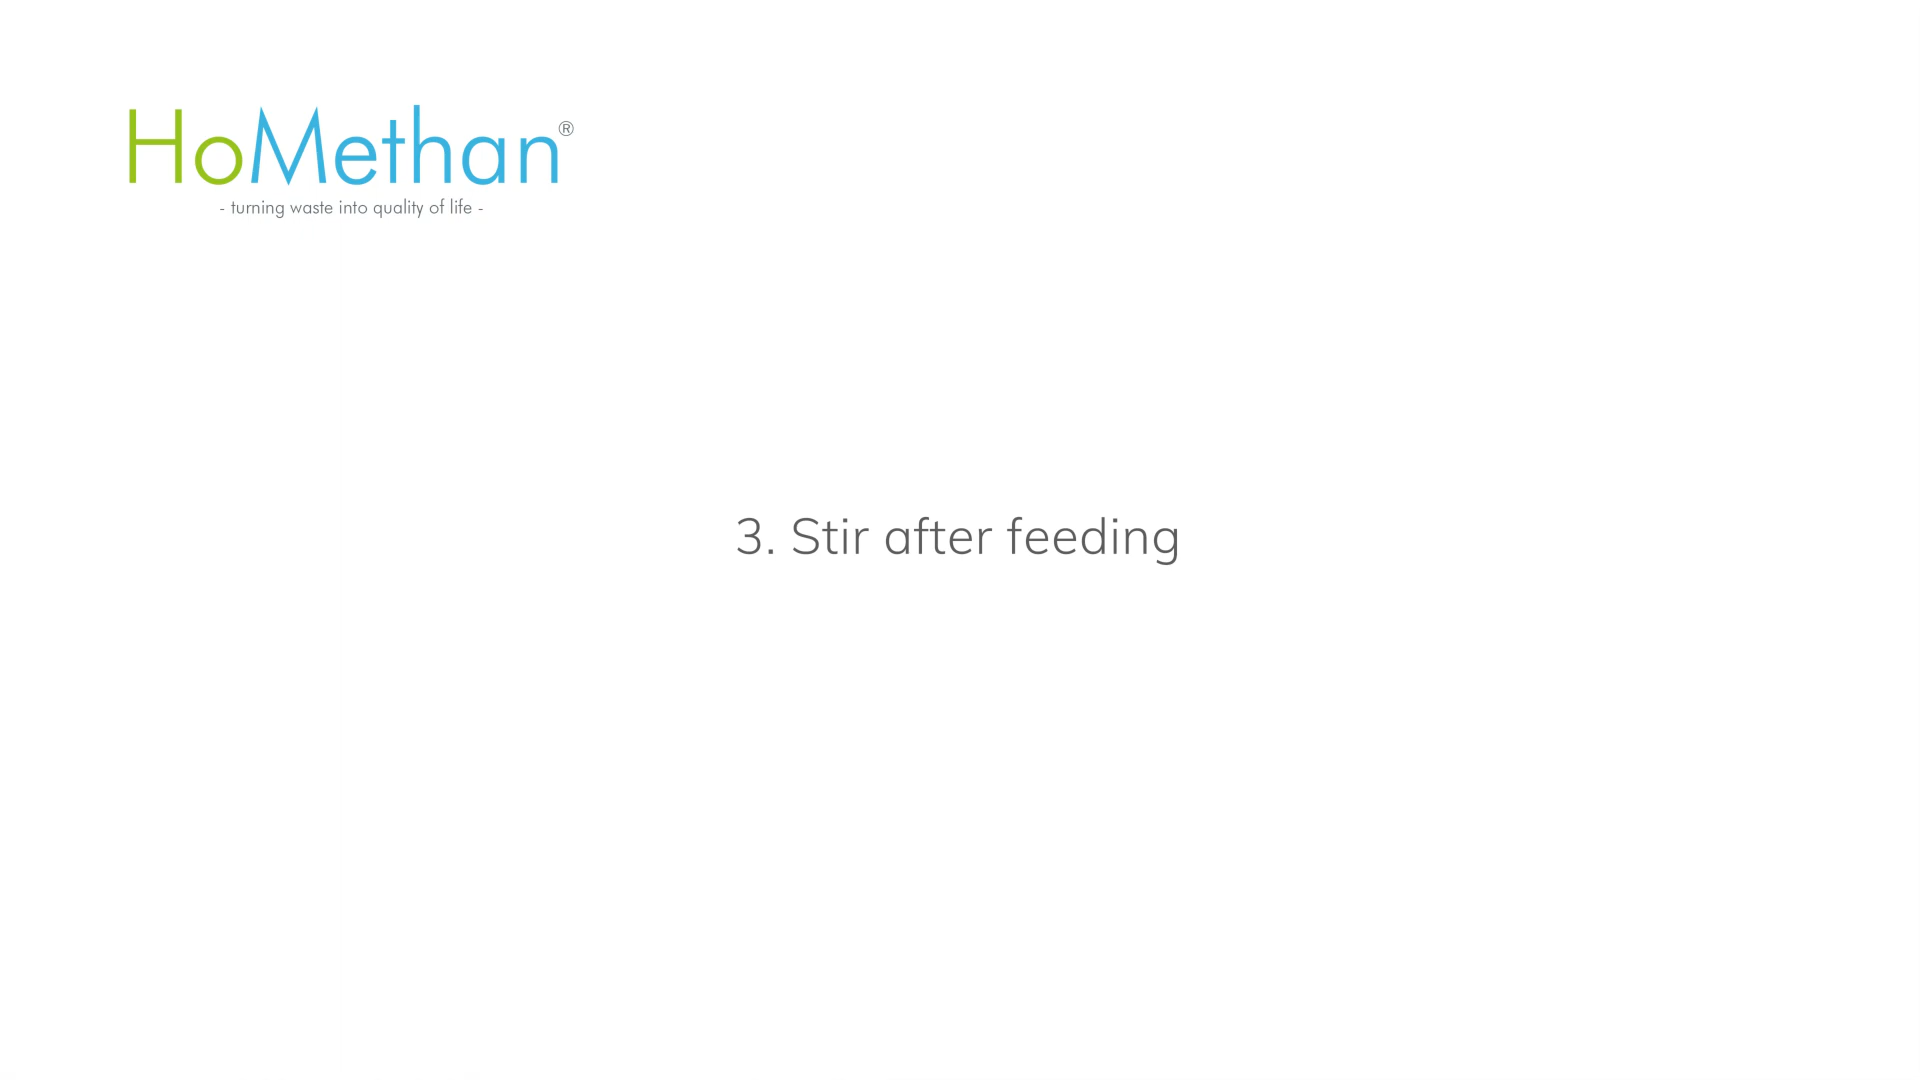 HoMethan®
- turning waste into quality of life -
3. Stir after feeding